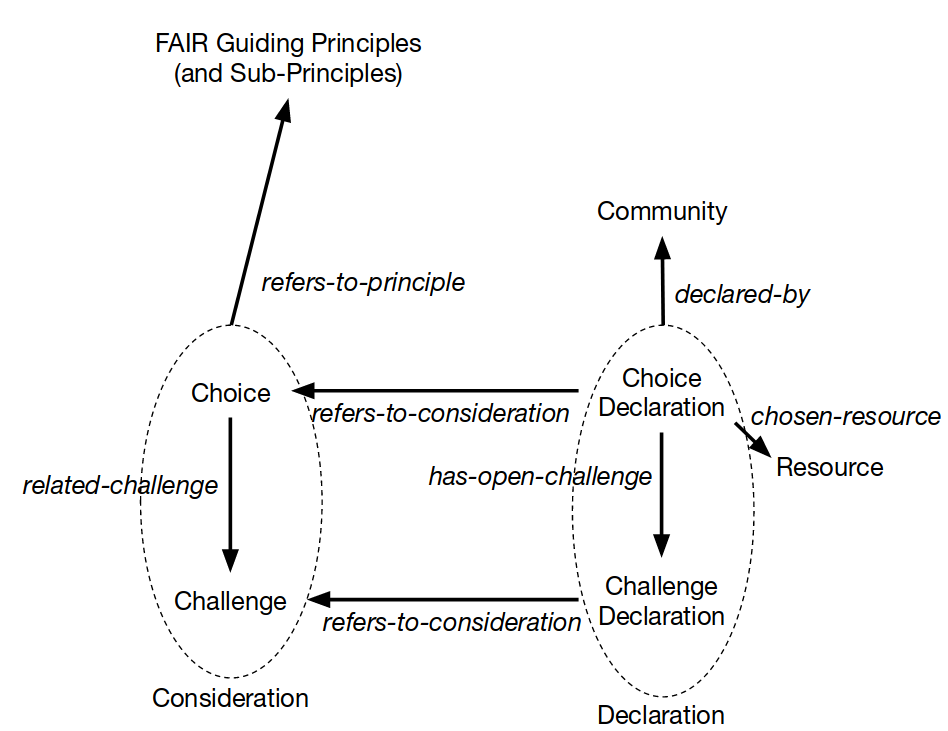 FAIR Guiding Principles
(and Sub-Principles)
Community
refers-to-principle
declared-by
Choice
Choice
Declaration
refers-to-consideration
chosen-resource
Resource
related-challenge
has-open-challenge
Challenge
Challenge
Declaration
refers-to-consideration
Consideration
Declaration